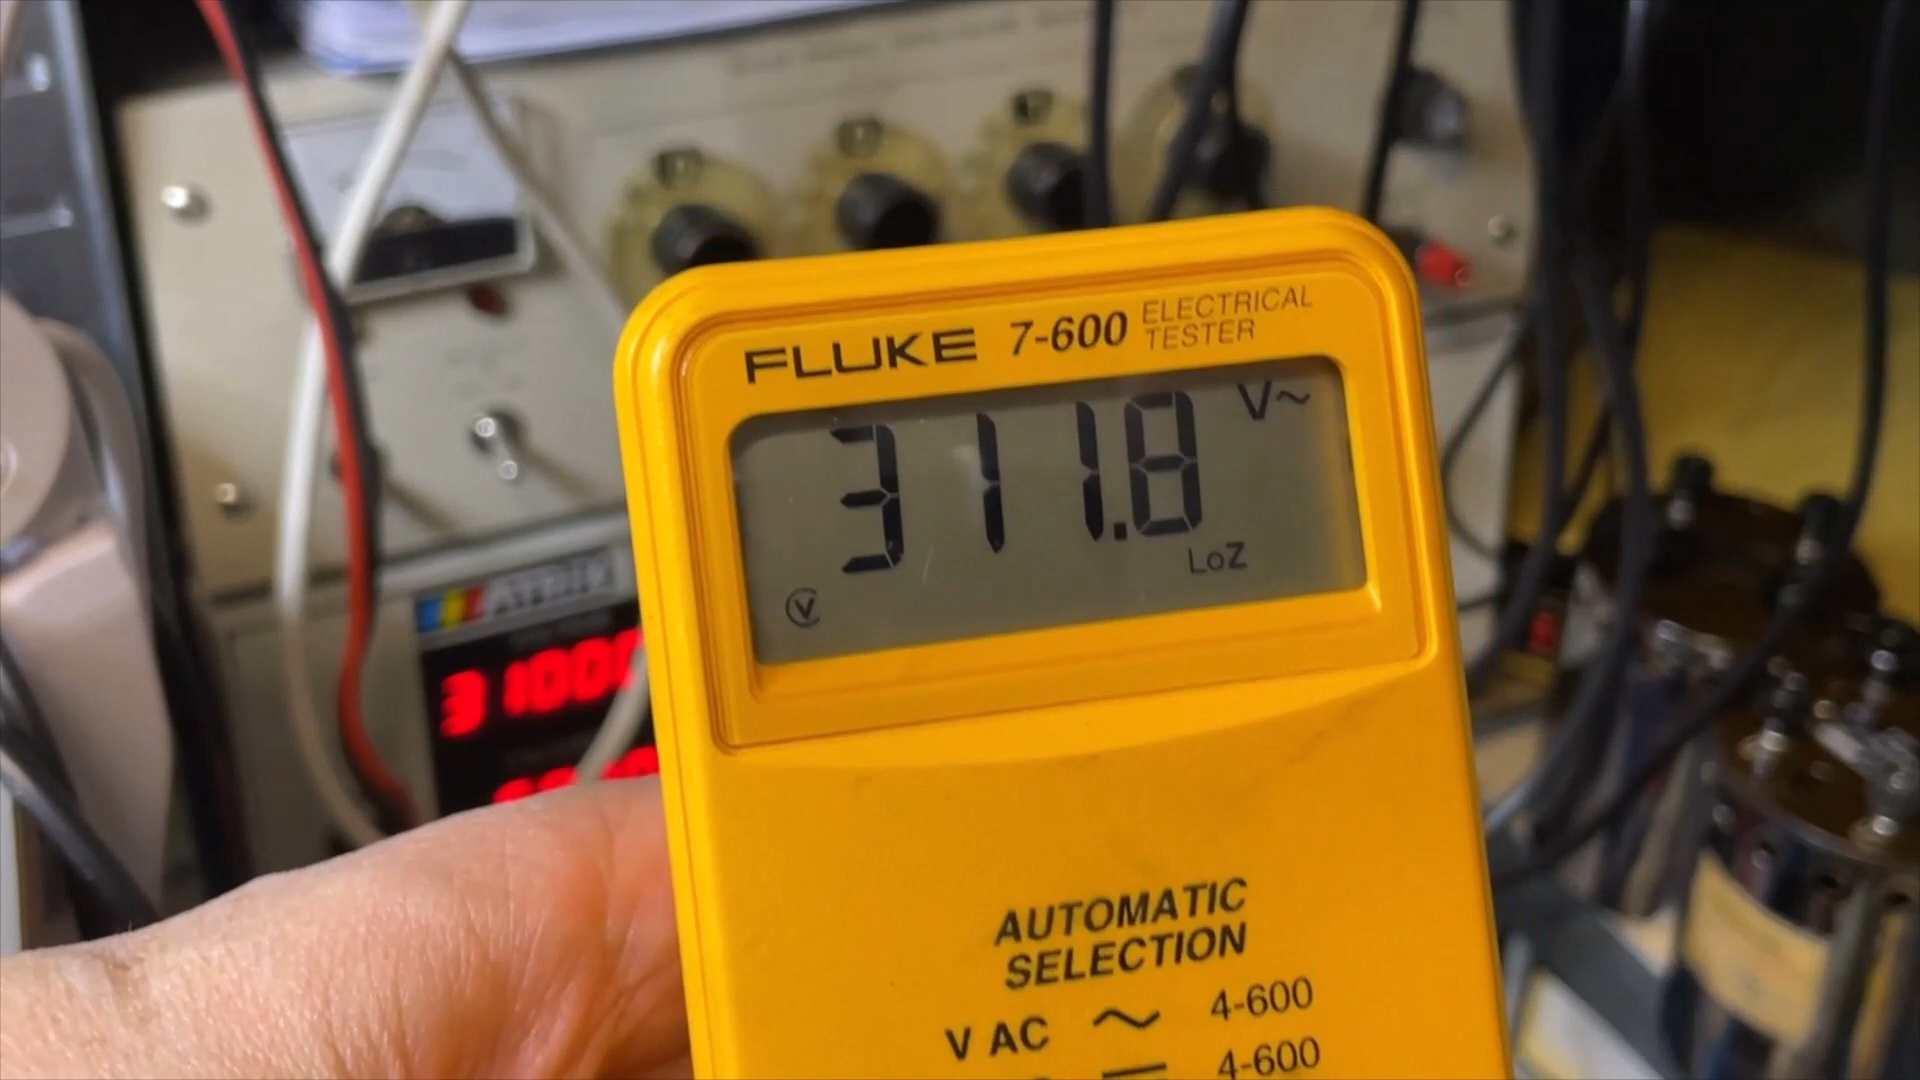 FLUKE 7-600 ELECTRICAL TESTER
311.8 V~
LoZ
V
AUTOMATIC
SELECTION
V AC ~ 4-600
4-600